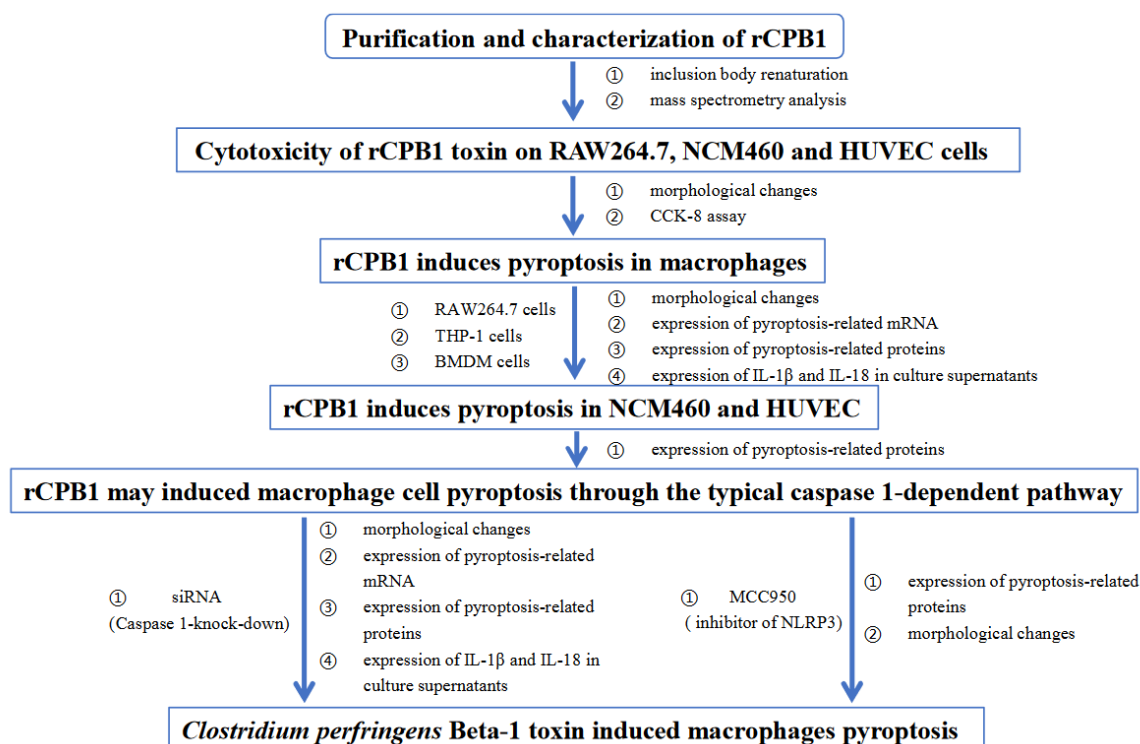 Purification and characterization of rCPB1
① inclusion body renaturation
② mass spectrometry analysis
Cytotoxicity of rCPB1 toxin on RAW264.7, NCM460 and HUVEC cells
① morphological changes
② CCK-8 assay
rCPB1 induces pyroptosis in macrophages
① RAW264.7 cells
② THP-1 cells
③ BMDM cells
① morphological changes
② expression of pyroptosis-related mRNA
③ expression of pyroptosis-related proteins
④ expression of IL-1β and IL-18 in culture supernatants
rCPB1 induces pyroptosis in NCM460 and HUVEC
① expression of pyroptosis-related proteins
rCPB1 may induced macrophage cell pyroptosis through the typical caspase 1-dependent pathway
① siRNA
(Caspase 1-knock-down)
① morphological changes
② expression of pyroptosis-related
mRNA
③ expression of pyroptosis-related
proteins
④ expression of IL-1β and IL-18 in
culture supernatants
① MCC950
( inhibitor of NLRP3)
① expression of pyroptosis-related
proteins
② morphological changes
Clostridium perfringens Beta-1 toxin induced macrophages pyroptosis